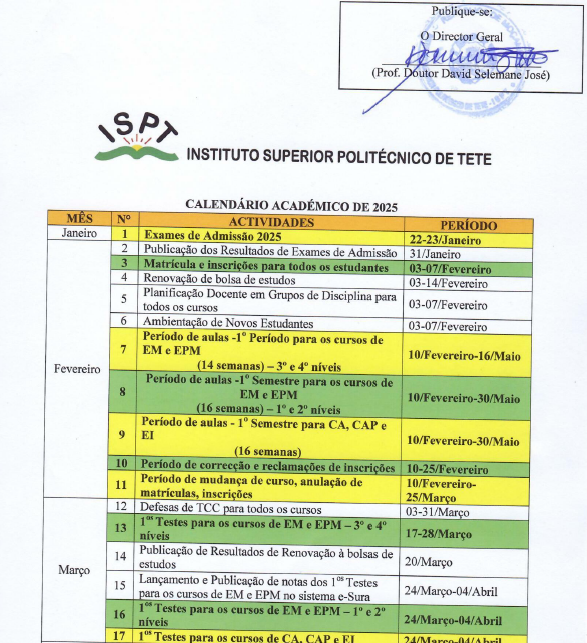 Publique-se:
O Director Geral
(Prof. Doutor David Selemane José)
ISPT
INSTITUTO SUPERIOR POLITÉCNICO DE TETE
CALENDÁRIO ACADÉMICO DE 2025
MÊS Nº ACTIVIDADES PERÍODO
Janeiro 1 Exames de Admissão 2025 22-23/Janeiro
2 Publicação dos Resultados de Exames de Admissão 31/Janeiro
3 Matrícula e inscrições para todos os estudantes 03-07/Fevereiro
4 Renovação de bolsa de estudos 03-14/Fevereiro
5 Planificação Docente em Grupos de Disciplina para
todos os cursos 03-07/Fevereiro
6 Ambientação de Novos Estudantes 03-07/Fevereiro
Fevereiro
7 Período de aulas -1º Período para os cursos de
EM e EPM
(14 semanas) – 3º e 4º níveis 10/Fevereiro-16/Maio
8 Período de aulas -1º Semestre para os cursos de
EM e EPM
(16 semanas) – 1º e 2º níveis 10/Fevereiro-30/Maio
9 Período de aulas - 1º Semestre para CA, CAP e
EI
(16 semanas) 10/Fevereiro-30/Maio
10 Período de correcção e reclamações de inscrições 10-25/Fevereiro
11 Período de mudança de curso, anulação de
matrículas, inscrições 10/Fevereiro-
25/Março
12 Defesas de TCC para todos os cursos 03-31/Março
13 1ºs Testes para os cursos de EM e EPM – 3º e 4º
níveis 17-28/Março
Março
14 Publicação de Resultados de Renovação à bolsas de
estudos 20/Março
15 Lançamento e Publicação de notas dos 1ºs Testes
para os cursos de EM e EPM no sistema e-Sura 24/Março-04/Abril
16 1ºs Testes para os cursos de EM e EPM – 1º e 2º
níveis 24/Março-04/Abril
17 1ºs Testes para os cursos de CA, CAP e EI 24/Março-04/Abril